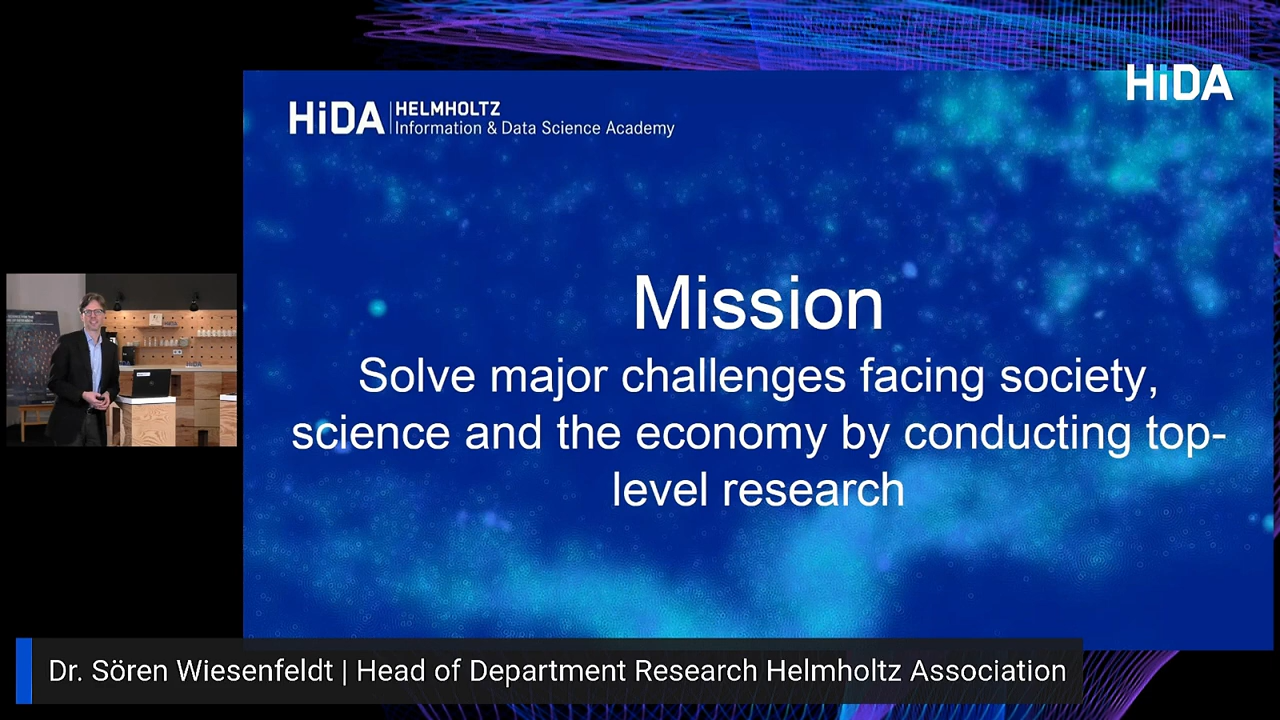 HiDA
HiDA HELMHOLTZ
Information & Data Science Academy
Mission
Solve major challenges facing society,
science and the economy by conducting top-
level research
Dr. Sören Wiesenfeldt | Head of Department Research Helmholtz Association